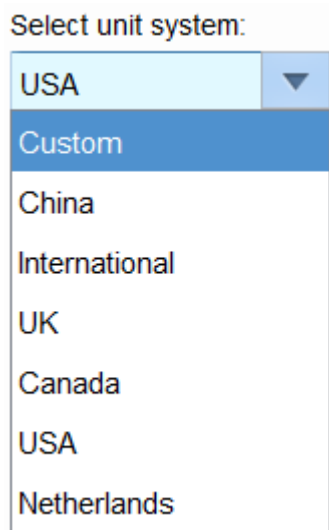 Select unit system:
USA
Custom
China
International
UK
Canada
USA
Netherlands